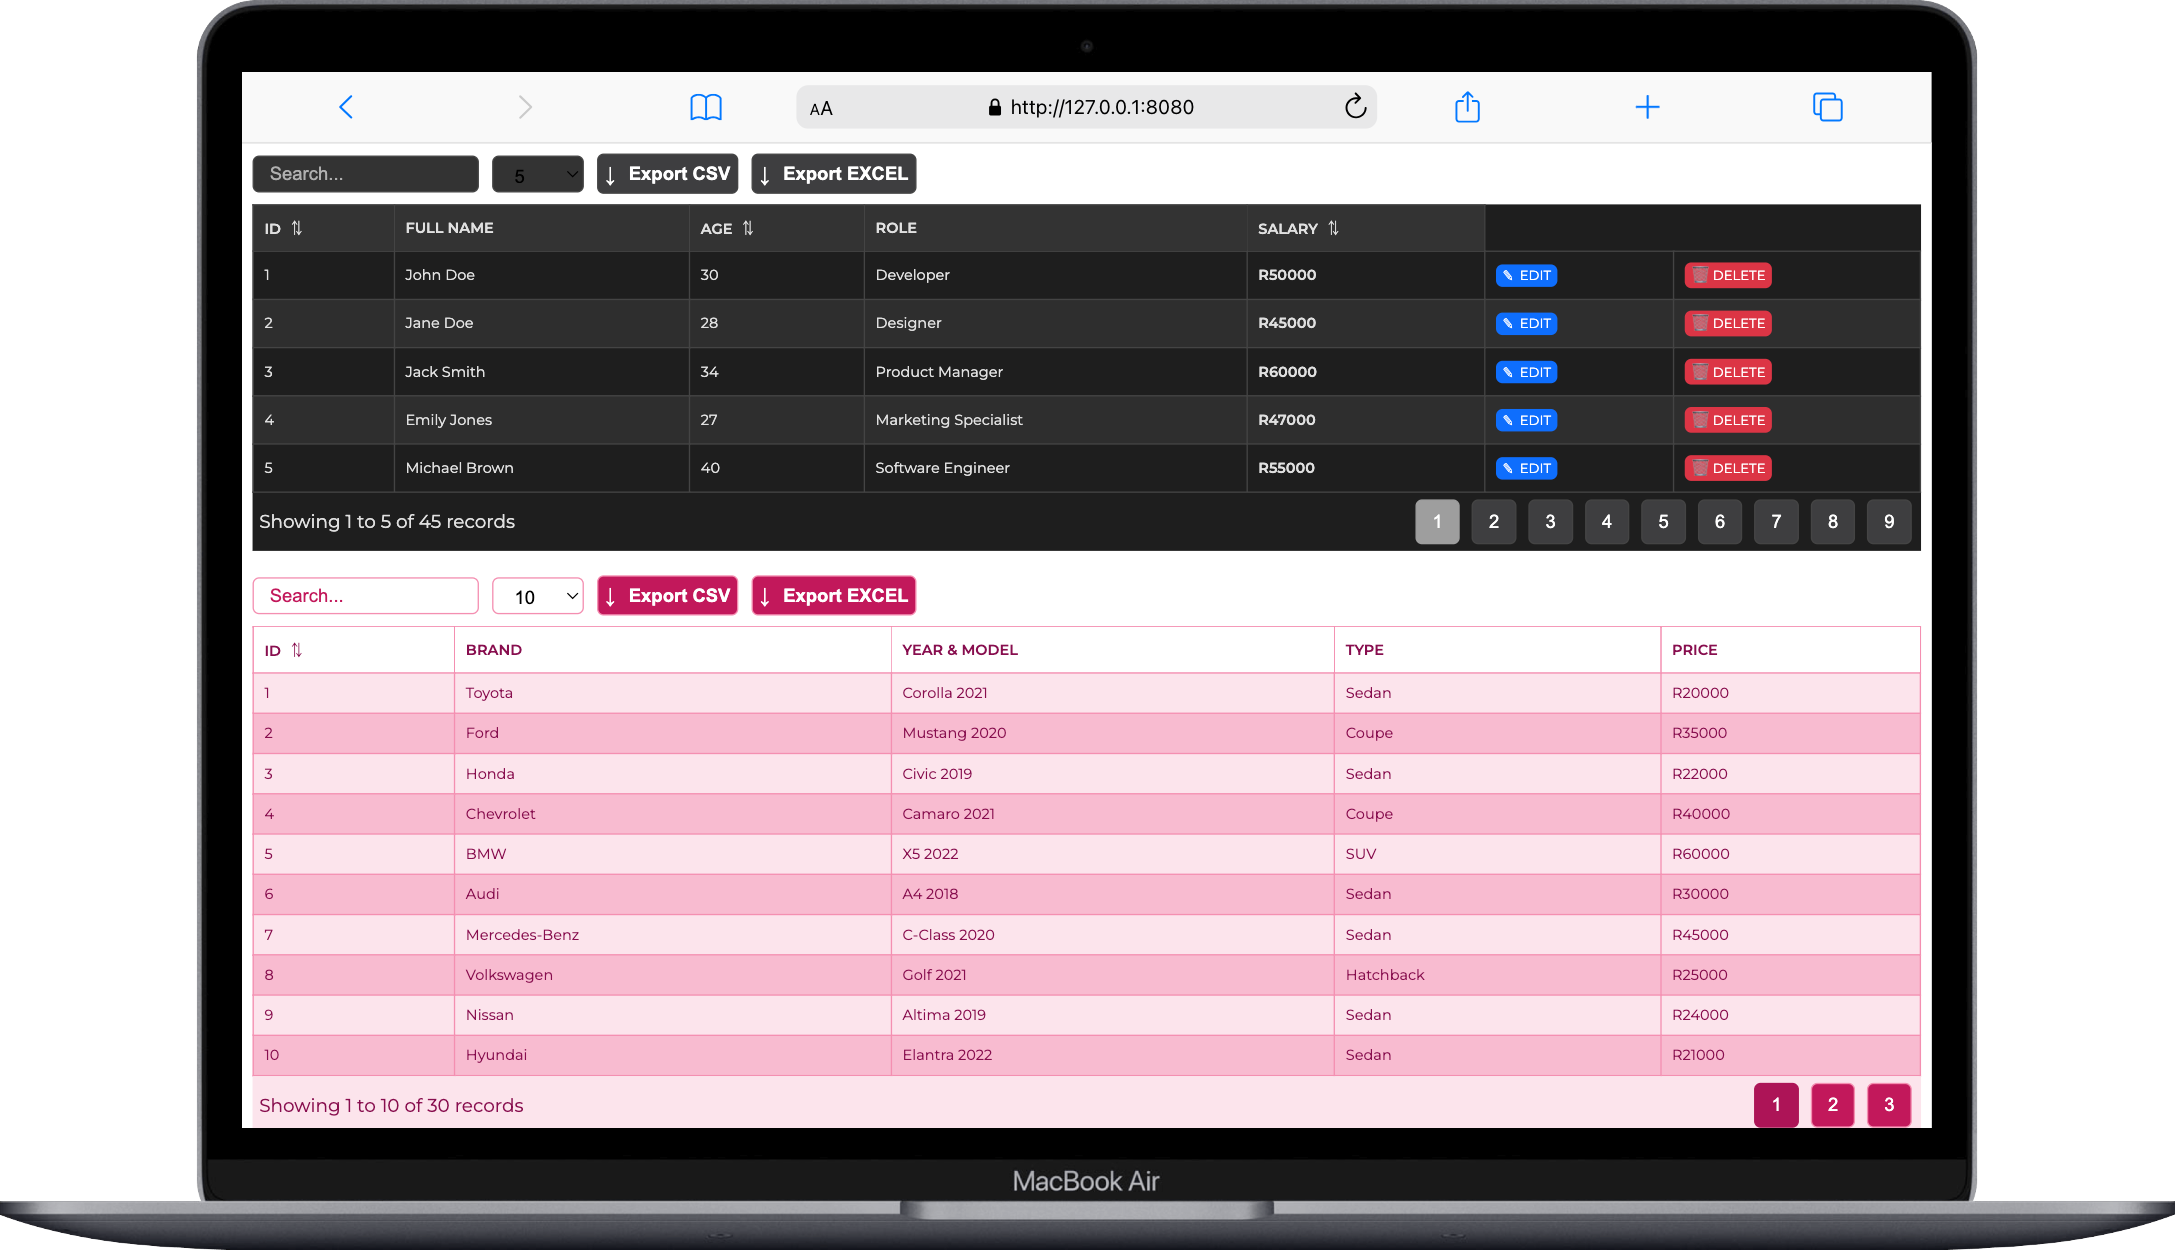 AA http://127.0.0.1:8080
Search... 5 ↓ Export CSV ↓ Export EXCEL
ID ⇅ FULL NAME AGE ⇅ ROLE SALARY ⇅
1 John Doe 30 Developer R50000 ✎ EDIT 🗑 DELETE
2 Jane Doe 28 Designer R45000 ✎ EDIT 🗑 DELETE
3 Jack Smith 34 Product Manager R60000 ✎ EDIT 🗑 DELETE
4 Emily Jones 27 Marketing Specialist R47000 ✎ EDIT 🗑 DELETE
5 Michael Brown 40 Software Engineer R55000 ✎ EDIT 🗑 DELETE
Showing 1 to 5 of 45 records 1 2 3 4 5 6 7 8 9
Search... 10 ↓ Export CSV ↓ Export EXCEL
ID ⇅ BRAND YEAR & MODEL TYPE PRICE
1 Toyota Corolla 2021 Sedan R20000
2 Ford Mustang 2020 Coupe R35000
3 Honda Civic 2019 Sedan R22000
4 Chevrolet Camaro 2021 Coupe R40000
5 BMW X5 2022 SUV R60000
6 Audi A4 2018 Sedan R30000
7 Mercedes-Benz C-Class 2020 Sedan R45000
8 Volkswagen Golf 2021 Hatchback R25000
9 Nissan Altima 2019 Sedan R24000
10 Hyundai Elantra 2022 Sedan R21000
Showing 1 to 10 of 30 records 1 2 3
MacBook Air